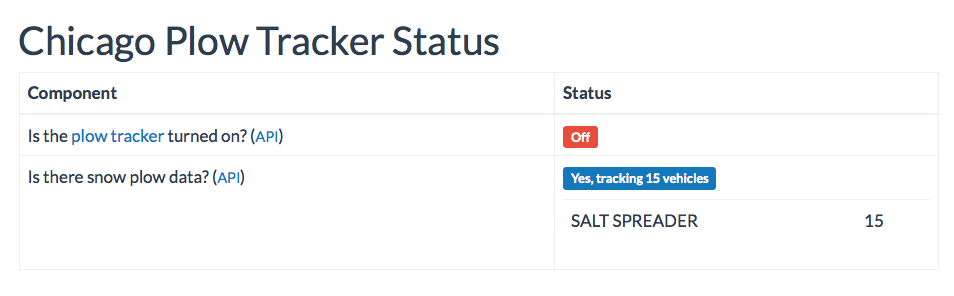 Chicago Plow Tracker Status
Component Status
Is the plow tracker turned on? (API) Off
Is there snow plow data? (API) Yes, tracking 15 vehicles
SALT SPREADER 15